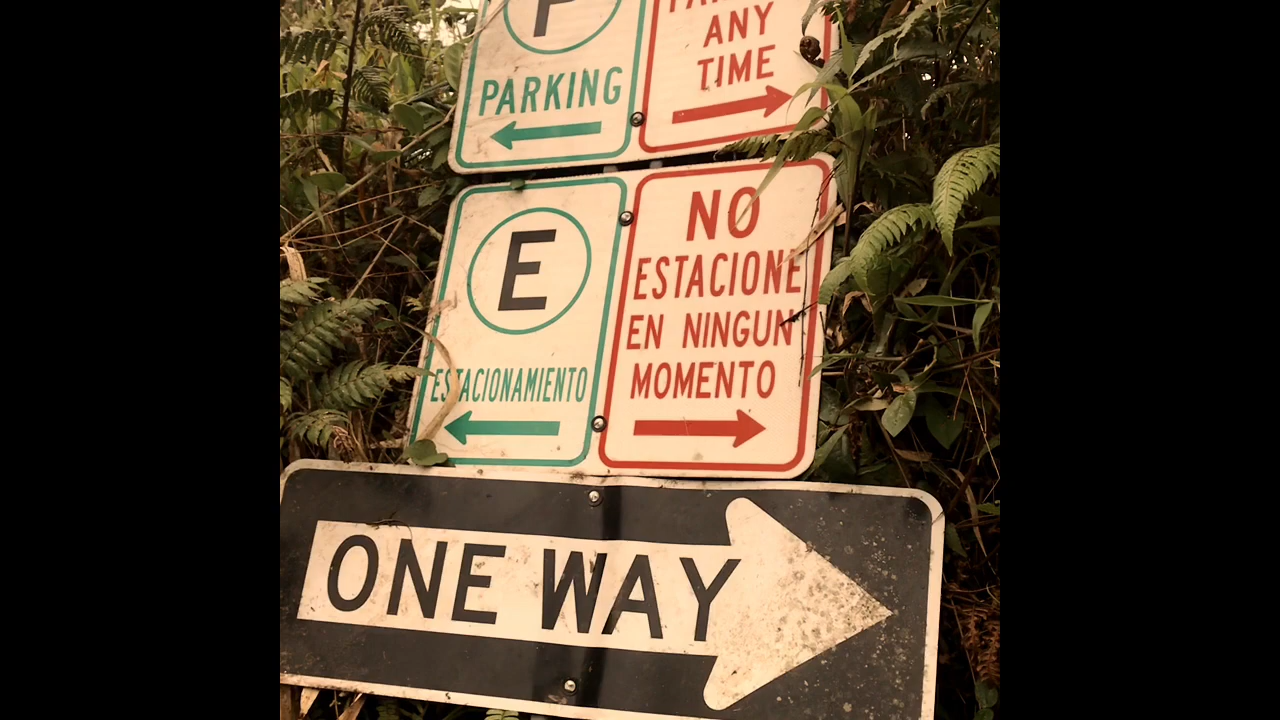 P
PARKING
ANY
TIME
E
ESTACIONAMIENTO
NO
ESTACIONE
EN NINGUN
MOMENTO
ONE WAY